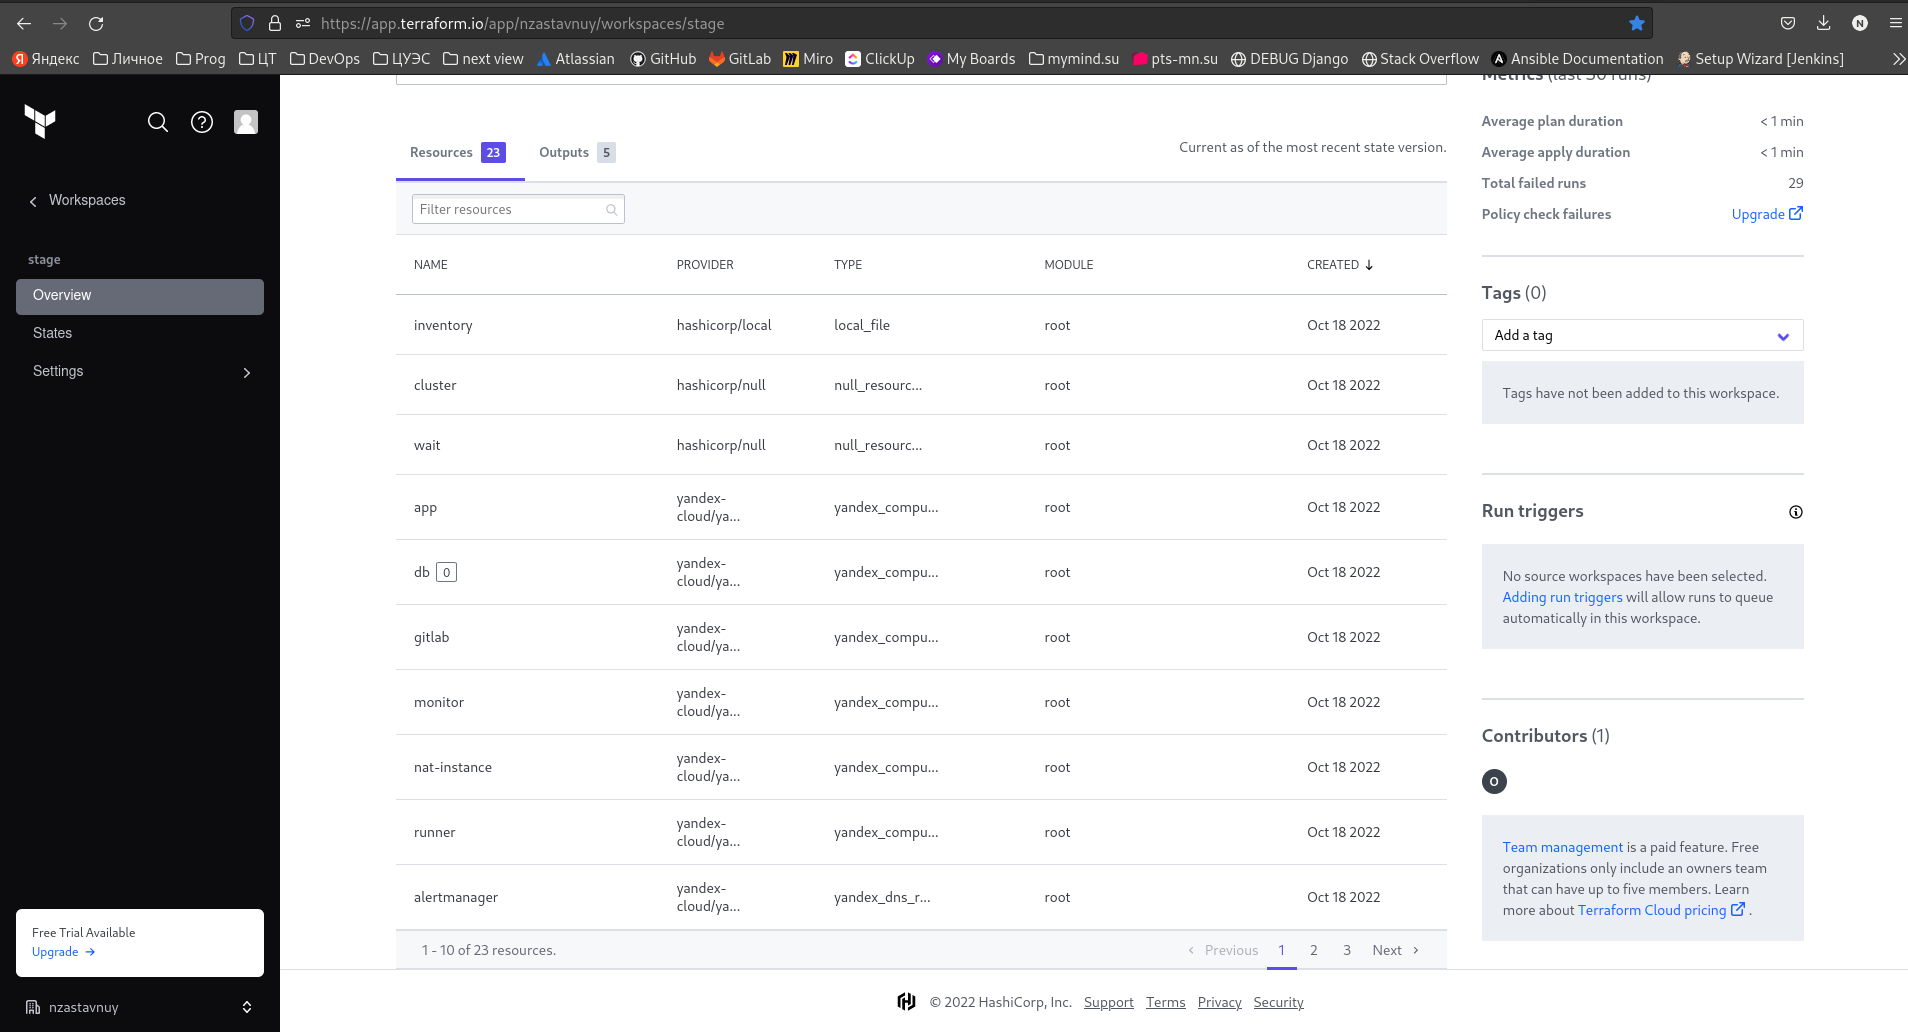 https://app.terraform.io/app/nzastavnuy/workspaces/stage
N
Яндекс Личное Prog ЦТ DevOps ЦУЭС next view Atlassian GitHub GitLab Miro ClickUp My Boards mymind.su pts-mn.su DEBUG Django Stack Overflow Ansible Documentation Setup Wizard [Jenkins]
Workspaces
stage
Overview
States
Settings
Free Trial Available
Upgrade
nzastavnuy
Resources 23 Outputs 5
Current as of the most recent state version.
Filter resources
NAME PROVIDER TYPE MODULE CREATED
inventory hashicorp/local local_file root Oct 18 2022
cluster hashicorp/null null_resourc... root Oct 18 2022
wait hashicorp/null null_resourc... root Oct 18 2022
app yandex-cloud/ya... yandex_compu... root Oct 18 2022
db 0 yandex-cloud/ya... yandex_compu... root Oct 18 2022
gitlab yandex-cloud/ya... yandex_compu... root Oct 18 2022
monitor yandex-cloud/ya... yandex_compu... root Oct 18 2022
nat-instance yandex-cloud/ya... yandex_compu... root Oct 18 2022
runner yandex-cloud/ya... yandex_compu... root Oct 18 2022
alertmanager yandex-cloud/ya... yandex_dns_r... root Oct 18 2022
1 - 10 of 23 resources.
Previous 1 2 3 Next
Metrics (last 30 runs)
Average plan duration < 1 min
Average apply duration < 1 min
Total failed runs 29
Policy check failures Upgrade
Tags (0)
Add a tag
Tags have not been added to this workspace.
Run triggers
No source workspaces have been selected.
Adding run triggers will allow runs to queue
automatically in this workspace.
Contributors (1)
O
Team management is a paid feature. Free
organizations only include an owners team
that can have up to five members. Learn
more about Terraform Cloud pricing .
© 2022 HashiCorp, Inc. Support Terms Privacy Security